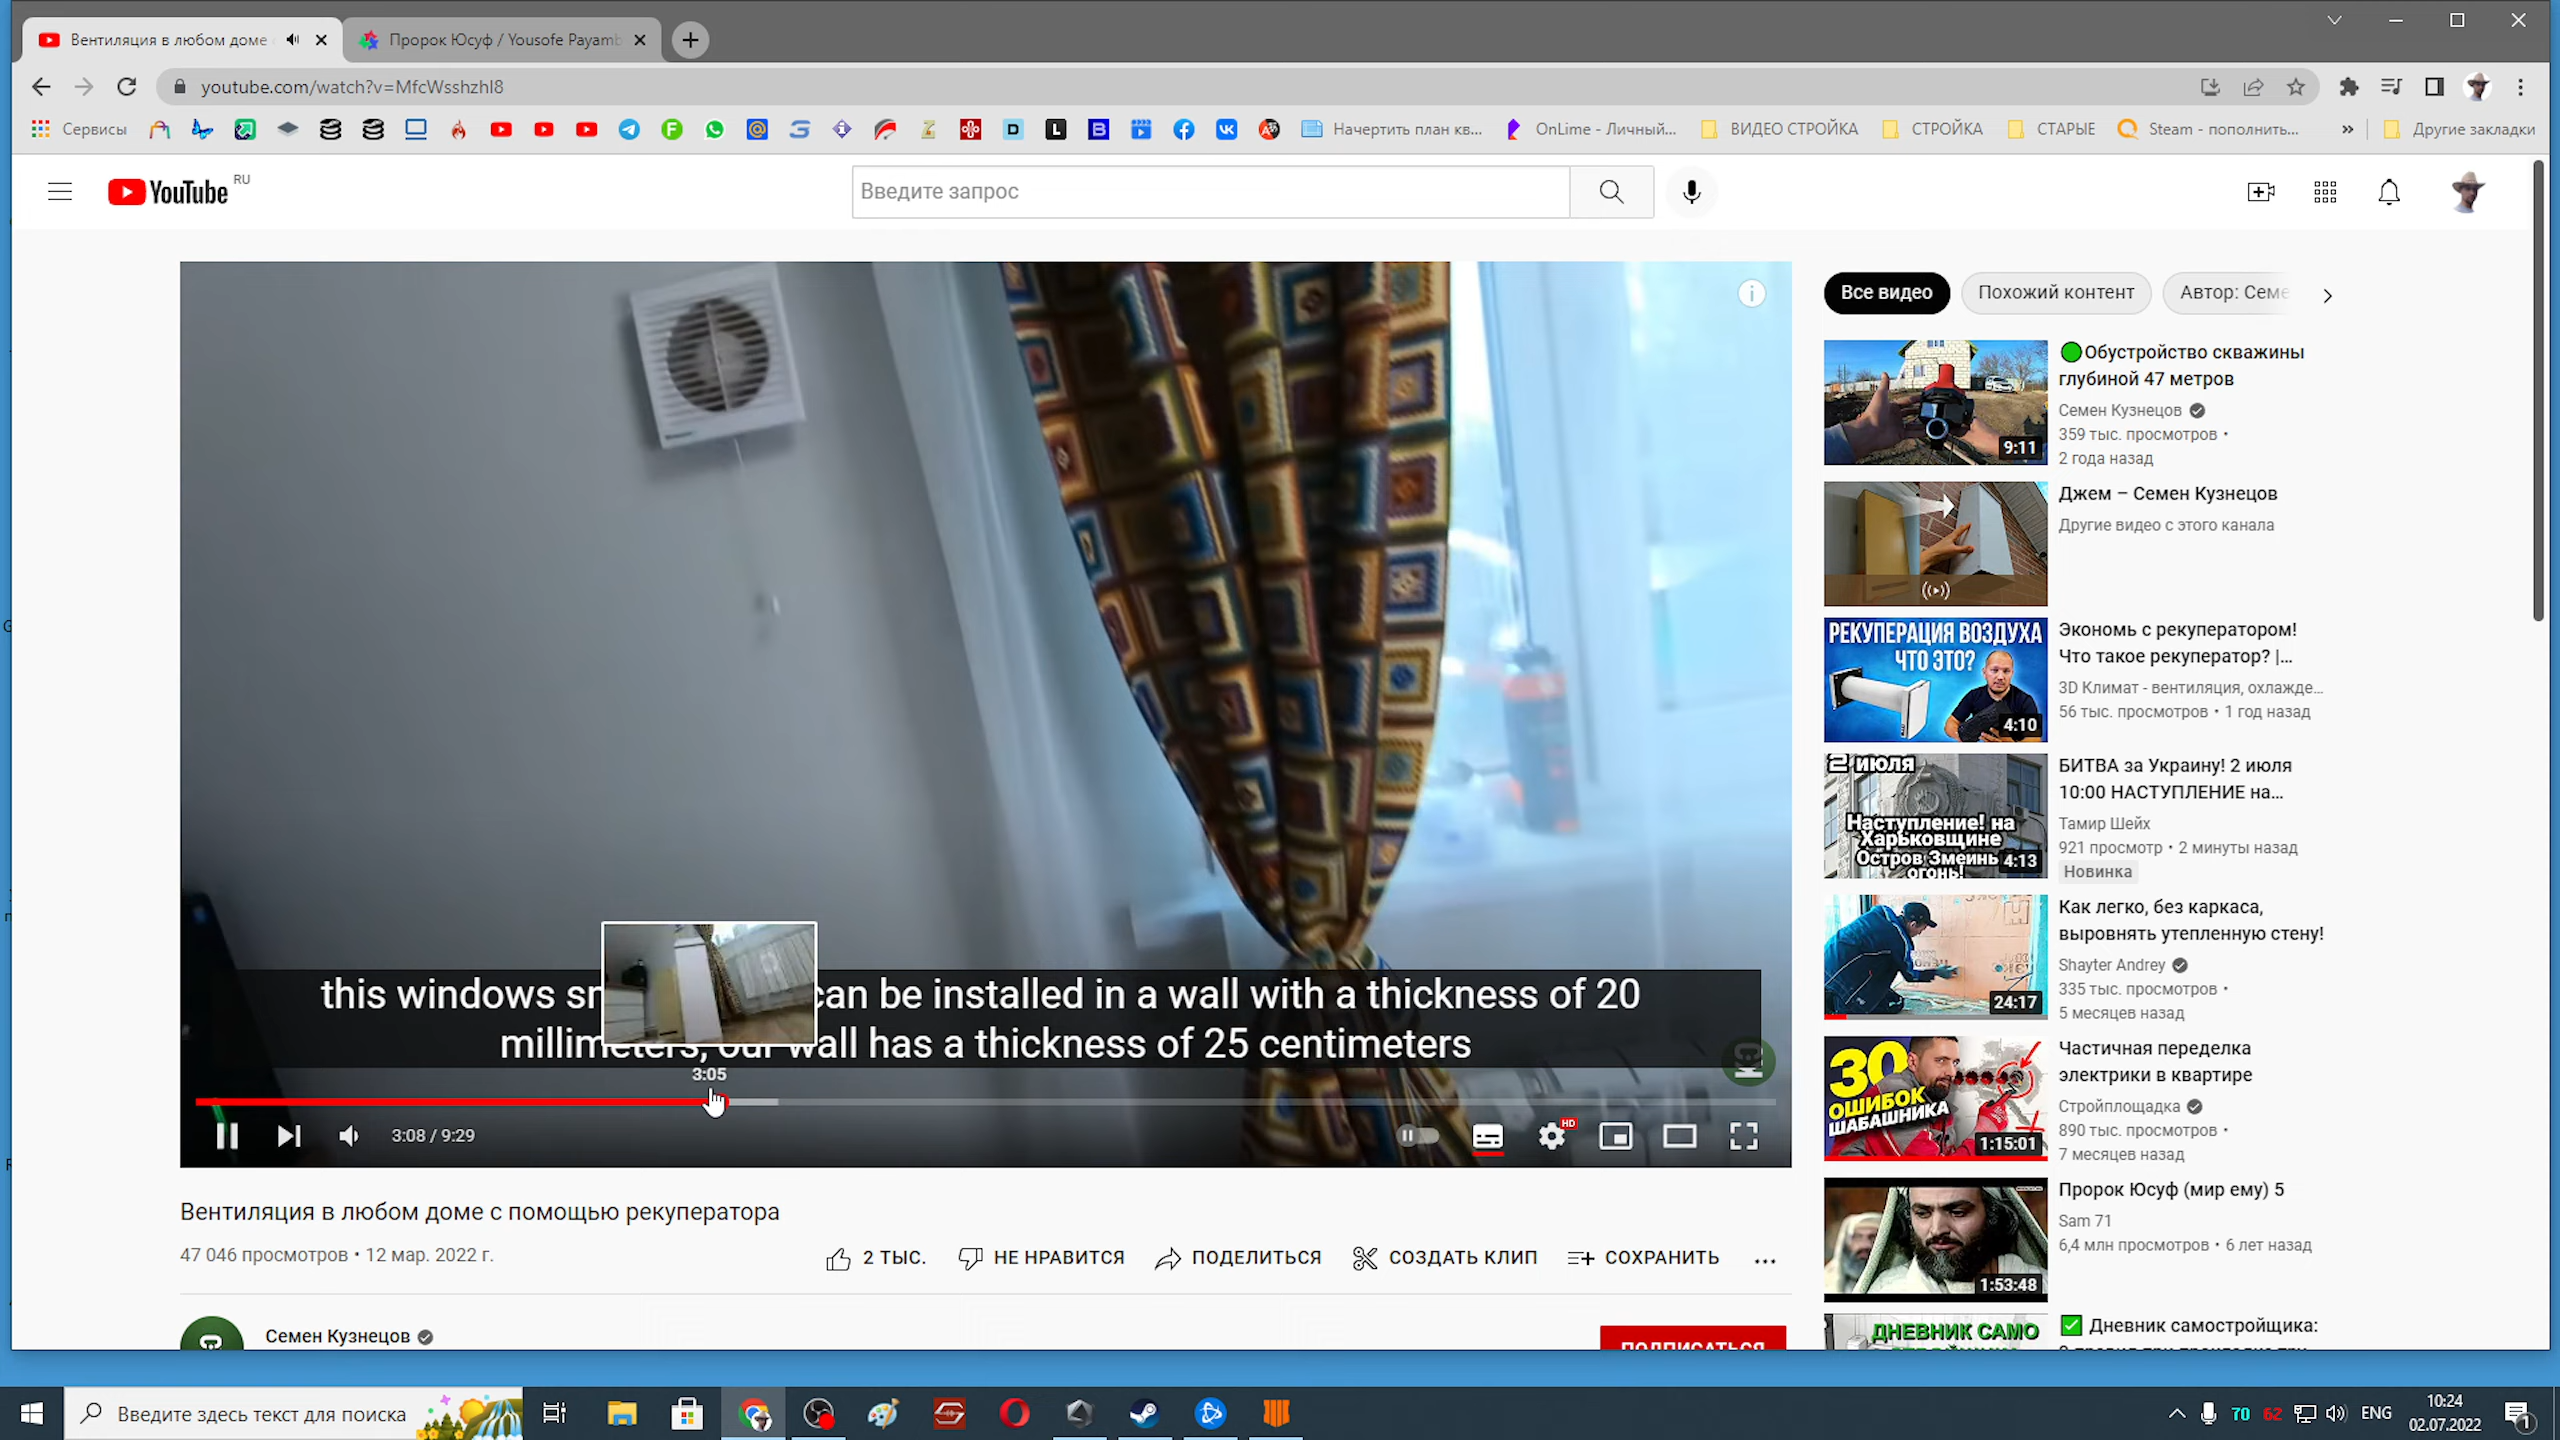 Вентиляция в любом доме
Пророк Юсуф / Yousofe Payamb
youtube.com/watch?v=MfcWsshzhI8
Сервисы
Начертить план кв...
OnLime - Личный...
ВИДЕО СТРОЙКА
СТРОЙКА
СТАРЫЕ
Steam - пополнить...
»
Другие закладки
YouTube RU
Введите запрос
this windows sn can be installed in a wall with a thickness of 20
millimeters, our wall has a thickness of 25 centimeters
3:05
3:08 / 9:29
HD
Вентиляция в любом доме с помощью рекуператора
47 046 просмотров • 12 мар. 2022 г.
2 ТЫС.
НЕ НРАВИТСЯ
ПОДЕЛИТЬСЯ
СОЗДАТЬ КЛИП
СОХРАНИТЬ
Семен Кузнецов
ПОДПИСАТЬСЯ
Все видео
Похожий контент
Автор: Семе
Обустройство скважины
глубиной 47 метров
Семен Кузнецов
359 тыс. просмотров •
2 года назад
9:11
Джем – Семен Кузнецов
Другие видео с этого канала
РЕКУПЕРАЦИЯ ВОЗДУХА
ЧТО ЭТО?
4:10
Экономь с рекуператором!
Что такое рекуператор? |...
3D Климат - вентиляция, охлажде...
56 тыс. просмотров • 1 год назад
2 июля
Наступление! на
Харьковщине
Остров Змеинь
огонь!
4:13
БИТВА за Украину! 2 июля
10:00 НАСТУПЛЕНИЕ на...
Тамир Шейх
921 просмотр • 2 минуты назад
Новинка
24:17
Как легко, без каркаса,
выровнять утепленную стену!
Shayter Andrey
335 тыс. просмотров •
5 месяцев назад
30
ОШИБОК
ШАБАШНИКА
1:15:01
Частичная переделка
электрики в квартире
Стройплощадка
890 тыс. просмотров •
7 месяцев назад
1:53:48
Пророк Юсуф (мир ему) 5
Sam 71
6,4 млн просмотров • 6 лет назад
ДНЕВНИК САМО
Дневник самостройщика:
Введите здесь текст для поиска
70
62
ENG
10:24
02.07.2022
1